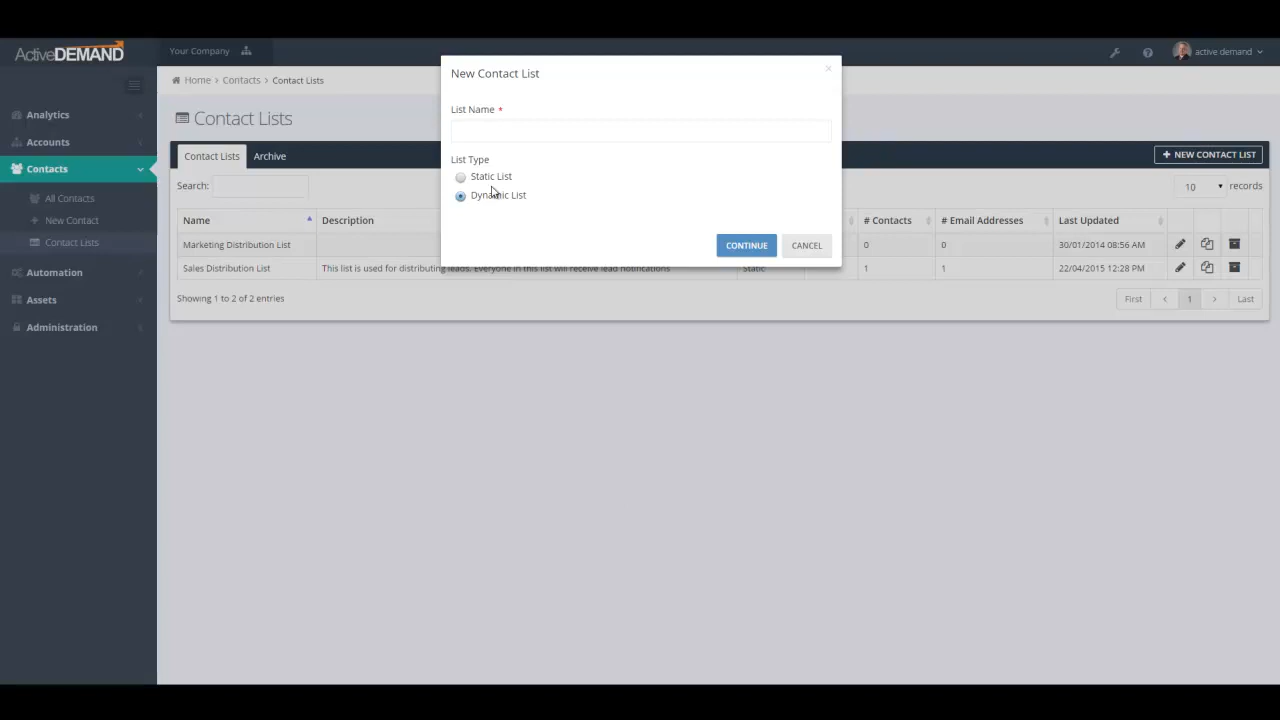 ActiveDEMAND
Your Company
active demand
New Contact List
×
Home > Contacts > Contact Lists
List Name *
List Type
Static List
Dynamic List
CONTINUE
CANCEL
Analytics
Accounts
Contacts
All Contacts
New Contact
Contact Lists
Automation
Assets
Administration
Contact Lists
Contact Lists
Archive
+ NEW CONTACT LIST
Search:
10
records
Name Description # Contacts # Email Addresses Last Updated
Marketing Distribution List 0 0 30/01/2014 08:56 AM
Sales Distribution List This list is used for distributing leads. Everyone in this list will receive lead notifications Static 1 1 22/04/2015 12:28 PM
Showing 1 to 2 of 2 entries
First < 1 > Last